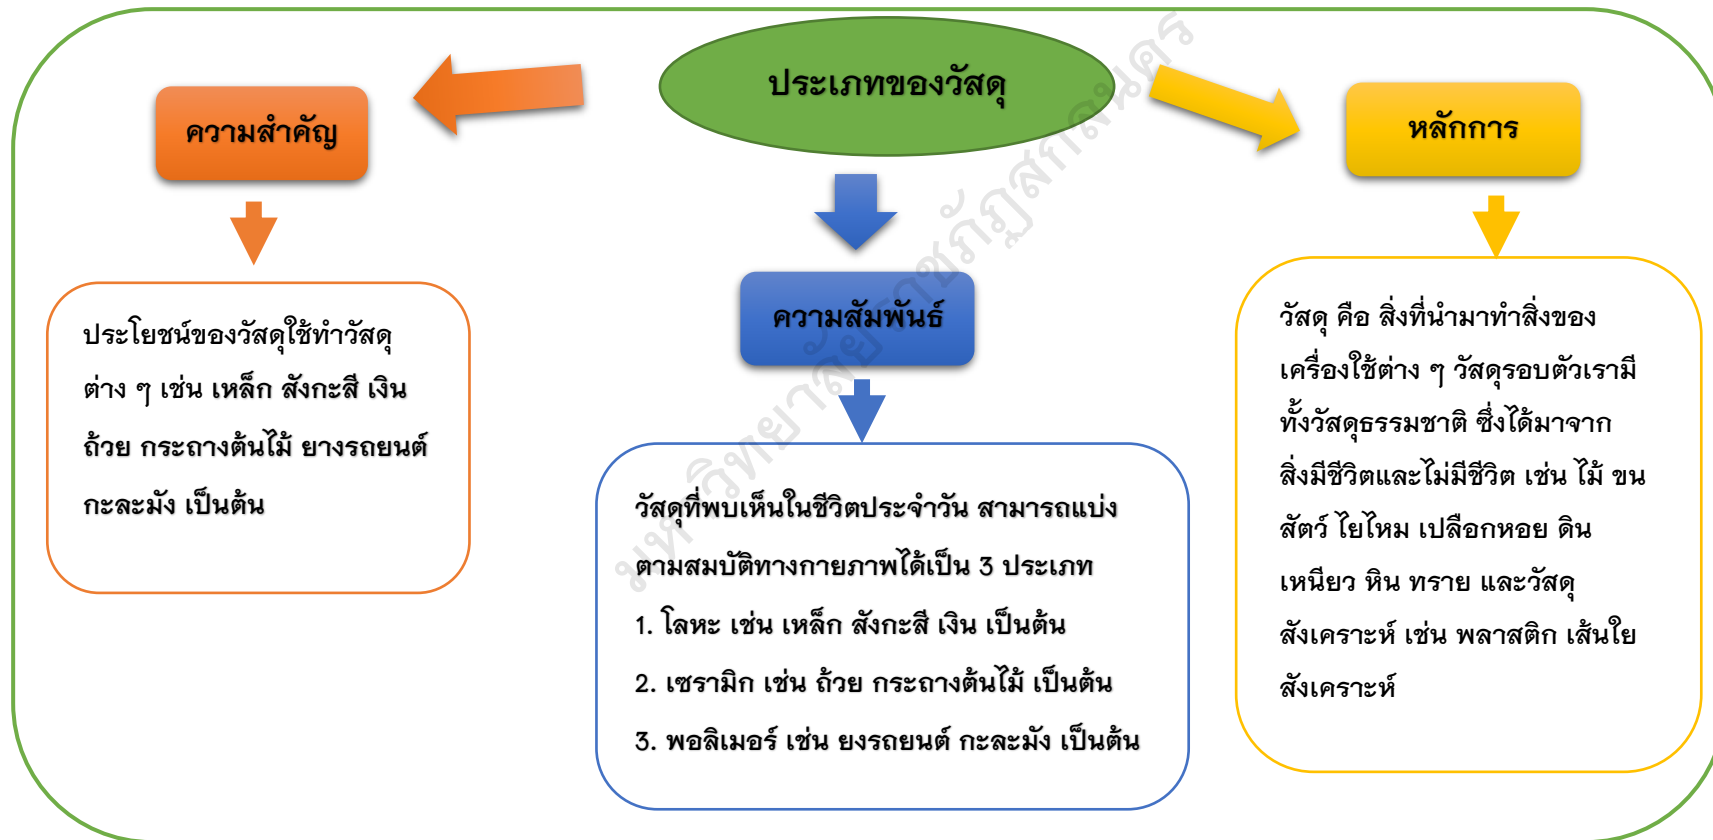 ประเภทของวัสดุ
ความสำคัญ
ประโยชน์ของวัสดุใช้ทำวัสดุ
ต่าง ๆ เช่น เหล็ก สังกะสี เงิน
ถ้วย กระถางต้นไม้ ยางรถยนต์
กะละมัง เป็นต้น
ความสัมพันธ์
วัสดุที่พบเห็นในชีวิตประจำวัน สามารถแบ่ง
ตามสมบัติทางกายภาพได้เป็น 3 ประเภท
1. โลหะ เช่น เหล็ก สังกะสี เงิน เป็นต้น
2. เซรามิก เช่น ถ้วย กระถางต้นไม้ เป็นต้น
3. พอลิเมอร์ เช่น ยงรถยนต์ กะละมัง เป็นต้น
หลักการ
วัสดุ คือ สิ่งที่นำมาทำสิ่งของ
เครื่องใช้ต่าง ๆ วัสดุรอบตัวเรามี
ทั้งวัสดุธรรมชาติ ซึ่งได้มาจาก
สิ่งมีชีวิตและไม่มีชีวิต เช่น ไม้ ขน
สัตว์ ไยไหม เปลือกหอย ดิน
เหนียว หิน ทราย และวัสดุ
สังเคราะห์ เช่น พลาสติก เส้นใย
สังเคราะห์
มหาวิทยาลัยราชภัฏสกลนคร